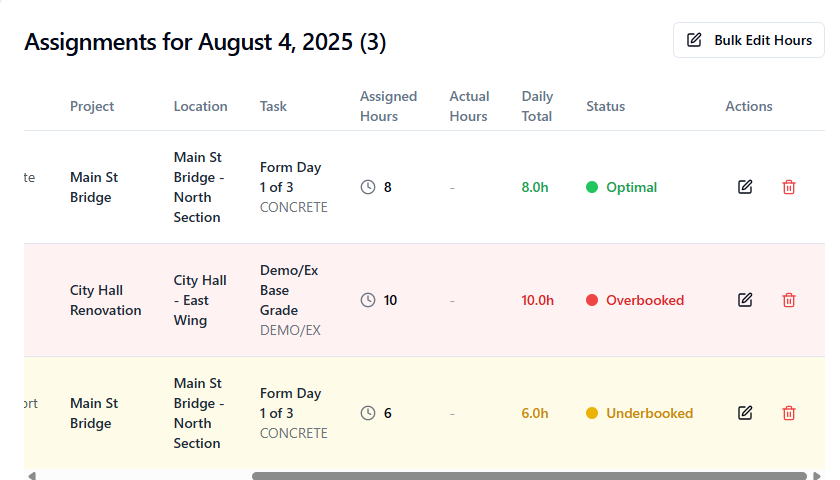 Assignments for August 4, 2025 (3)
Bulk Edit Hours
Project
Location
Task
Assigned
Hours
Actual
Hours
Daily
Total
Status
Actions
Main St
Bridge
Main St
Bridge -
North
Section
Form Day
1 of 3
CONCRETE
8
-
8.0h
Optimal
City Hall
Renovation
City Hall
- East
Wing
Demo/Ex
Base
Grade
DEMO/EX
10
-
10.0h
Overbooked
Main St
Bridge
Main St
Bridge -
North
Section
Form Day
1 of 3
CONCRETE
6
-
6.0h
Underbooked